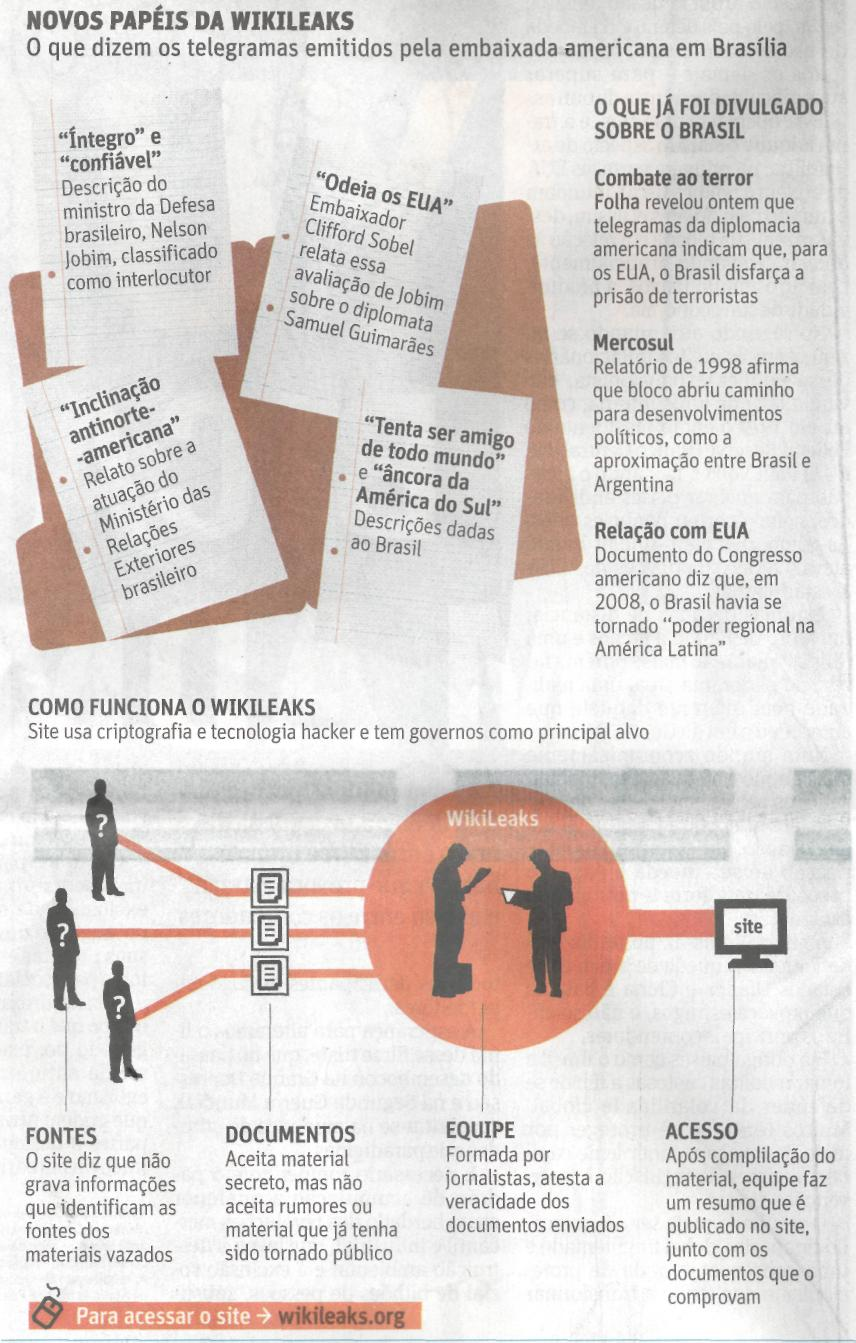 NOVOS PAPÉIS DA WIKILEAKS
O que dizem os telegramas emitidos pela embaixada americana em Brasília
“Íntegro” e
“confiável”
Descrição do
ministro da Defesa
brasileiro, Nelson
Jobim, classificado
como interlocutor
“Odeia os EUA”
Embaixador
Clifford Sobel
relata essa
avaliação de Jobim
sobre o diplomata
Samuel Guimarães
“Inclinação
antinorte-
-americana”
Relato sobre a
atuação do
Ministério das
Relações
Exteriores
brasileiro
“Tenta ser amigo
de todo mundo”
e “âncora da
América do Sul”
Descrições dadas
ao Brasil
O QUE JÁ FOI DIVULGADO
SOBRE O BRASIL
Combate ao terror
Folha revelou ontem que
telegramas da diplomacia
americana indicam que, para
os EUA, o Brasil disfarça a
prisão de terroristas
Mercosul
Relatório de 1998 afirma
que bloco abriu caminho
para desenvolvimentos
políticos, como a
aproximação entre Brasil e
Argentina
Relação com EUA
Documento do Congresso
americano diz que, em
2008, o Brasil havia se
tornado “poder regional na
América Latina”
COMO FUNCIONA O WIKILEAKS
Site usa criptografia e tecnologia hacker e tem governos como principal alvo
?
?
?
WikiLeaks
site
FONTES
O site diz que não
grava informações
que identificam as
fontes dos
materiais vazados
DOCUMENTOS
Aceita material
secreto, mas não
aceita rumores ou
material que já tenha
sido tornado público
EQUIPE
Formada por
jornalistas, atesta a
veracidade dos
documentos enviados
ACESSO
Após complilação do
material, equipe faz
um resumo que é
publicado no site,
junto com os
documentos que o
comprovam
Para acessar o site → wikileaks.org